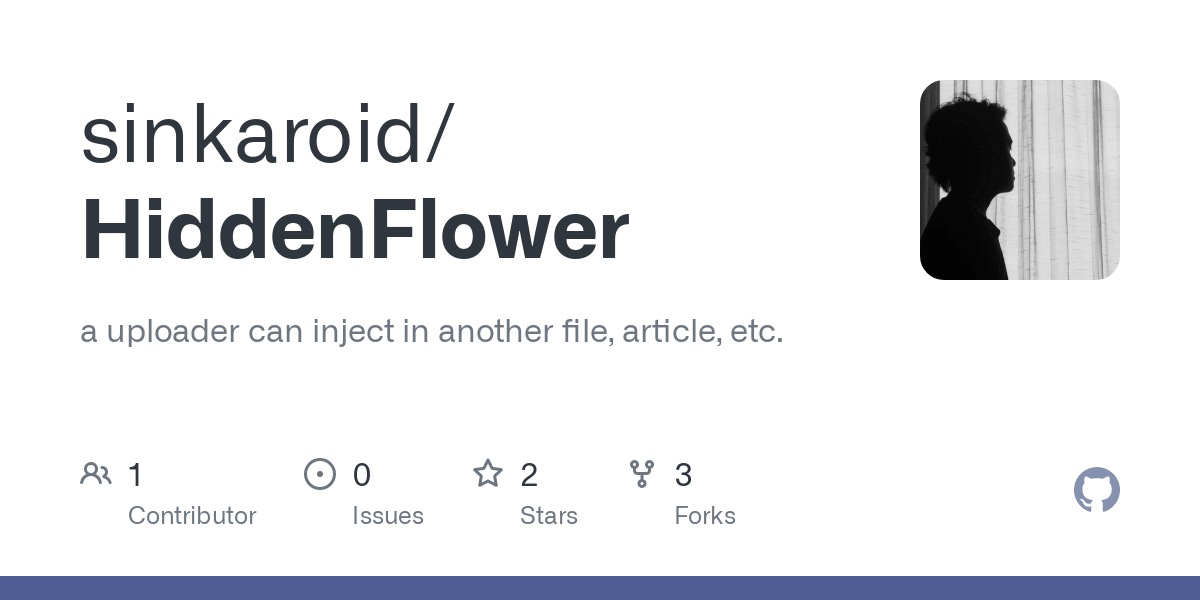 sinkaroid/
HiddenFlower
a uploader can inject in another file, article, etc.
1
Contributor
0
Issues
2
Stars
3
Forks